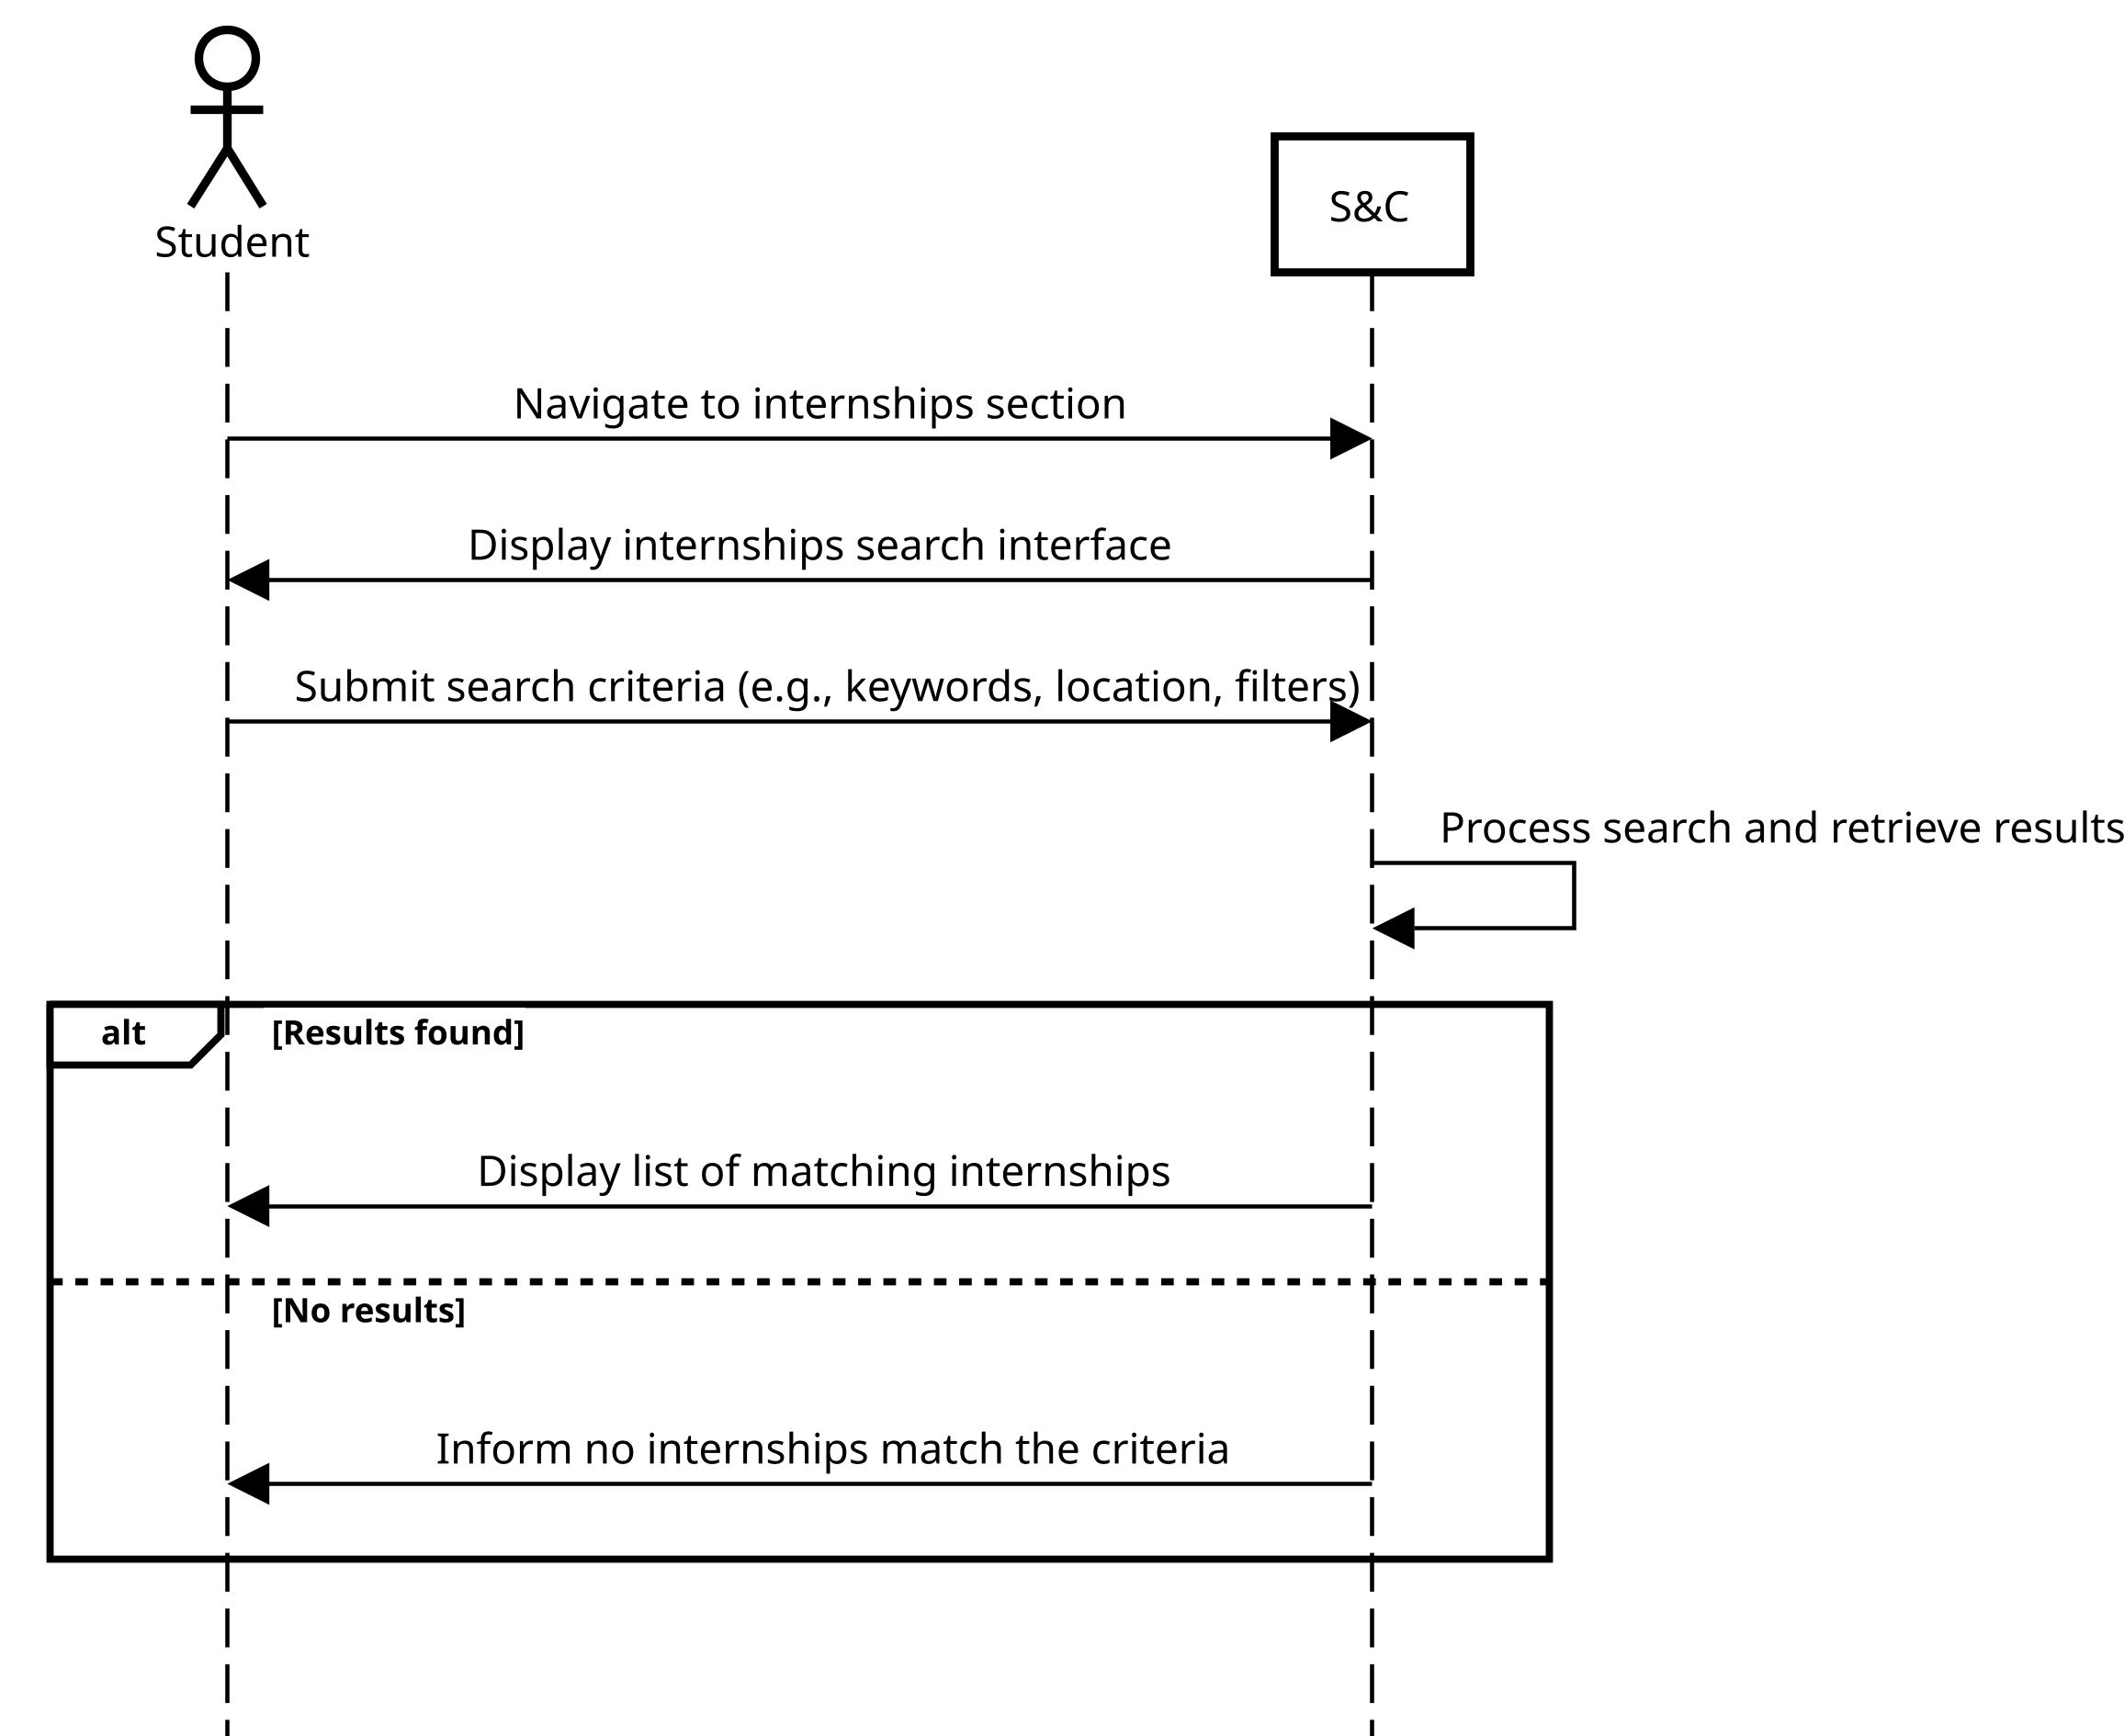 Student
S&C
Navigate to internships section
Display internships search interface
Submit search criteria (e.g., keywords, location, filters)
Process search and retrieve results
alt
[Results found]
Display list of matching internships
[No results]
Inform no internships match the criteria